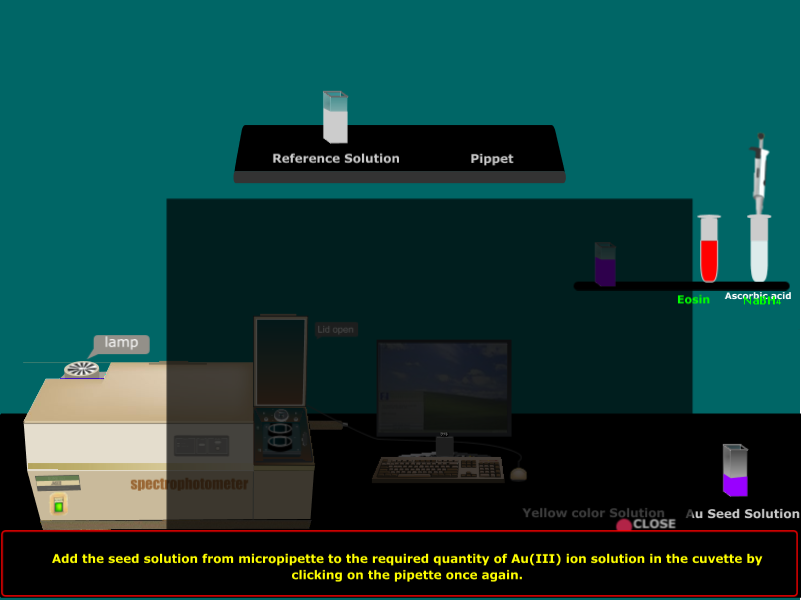 Reference Solution
Pippet
Eosin
Ascorbic acid
NaBH4
lamp
Lid open
spectrophotometer
Yellow color Solution
Au Seed Solution
CLOSE
Add the seed solution from micropipette to the required quantity of Au(III) ion solution in the cuvette by
clicking on the pipette once again.